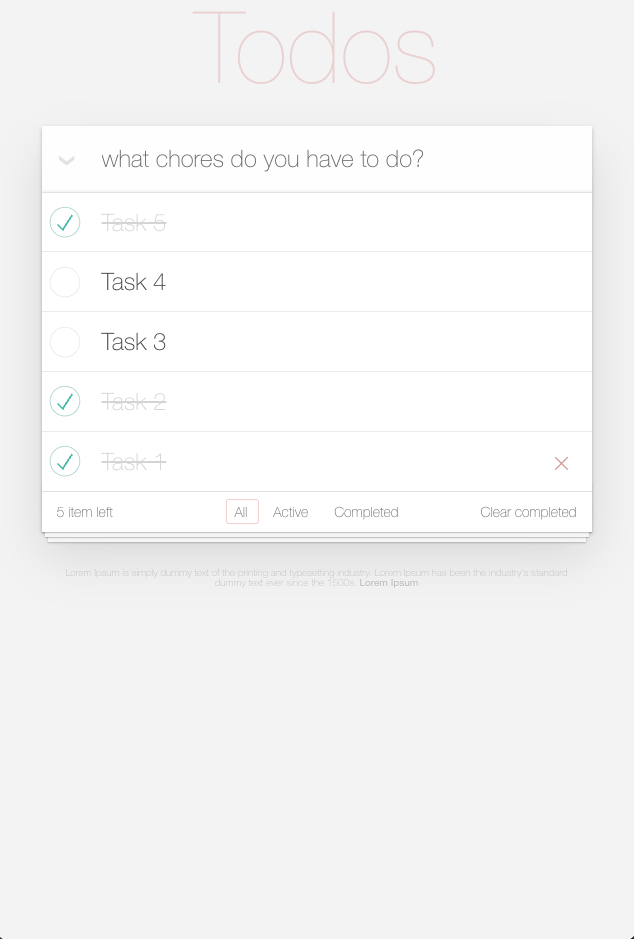 Todos
what chores do you have to do?
Task 5
Task 4
Task 3
Task 2
Task 1
5 item left All Active Completed Clear completed
Lorem Ipsum is simply dummy text of the printing and typesetting industry. Lorem Ipsum has been the industry's standard
dummy text ever since the 1500s. Lorem Ipsum